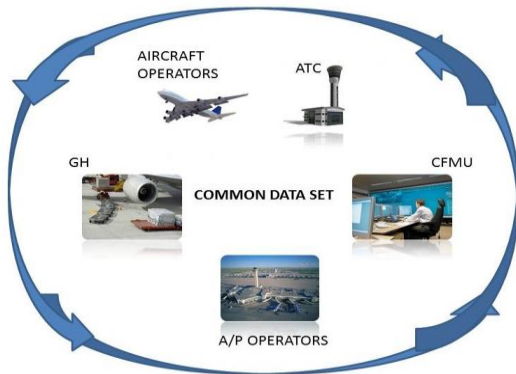 AIRCRAFT
OPERATORS
ATC
GH
CFMU
COMMON DATA SET
A/P OPERATORS